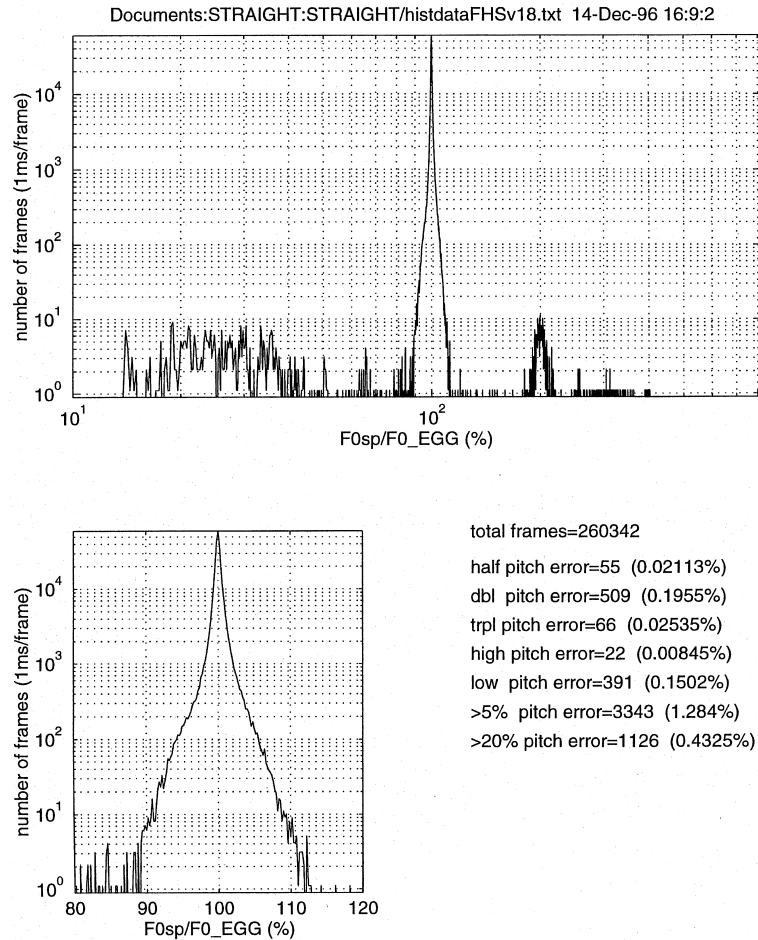 Documents:STRAIGHT:STRAIGHT/histdataFHSv18.txt 14-Dec-96 16:9:2
number of frames (1ms/frame)
10^4
10^3
10^2
10^1
10^0
10^1
10^2
F0sp/F0_EGG (%)
number of frames (1ms/frame)
10^4
10^3
10^2
10^1
10^0
80
90
100
110
120
F0sp/F0_EGG (%)
total frames=260342
half pitch error=55 (0.02113%)
dbl pitch error=509 (0.1955%)
trpl pitch error=66 (0.02535%)
high pitch error=22 (0.00845%)
low pitch error=391 (0.1502%)
>5% pitch error=3343 (1.284%)
>20% pitch error=1126 (0.4325%)